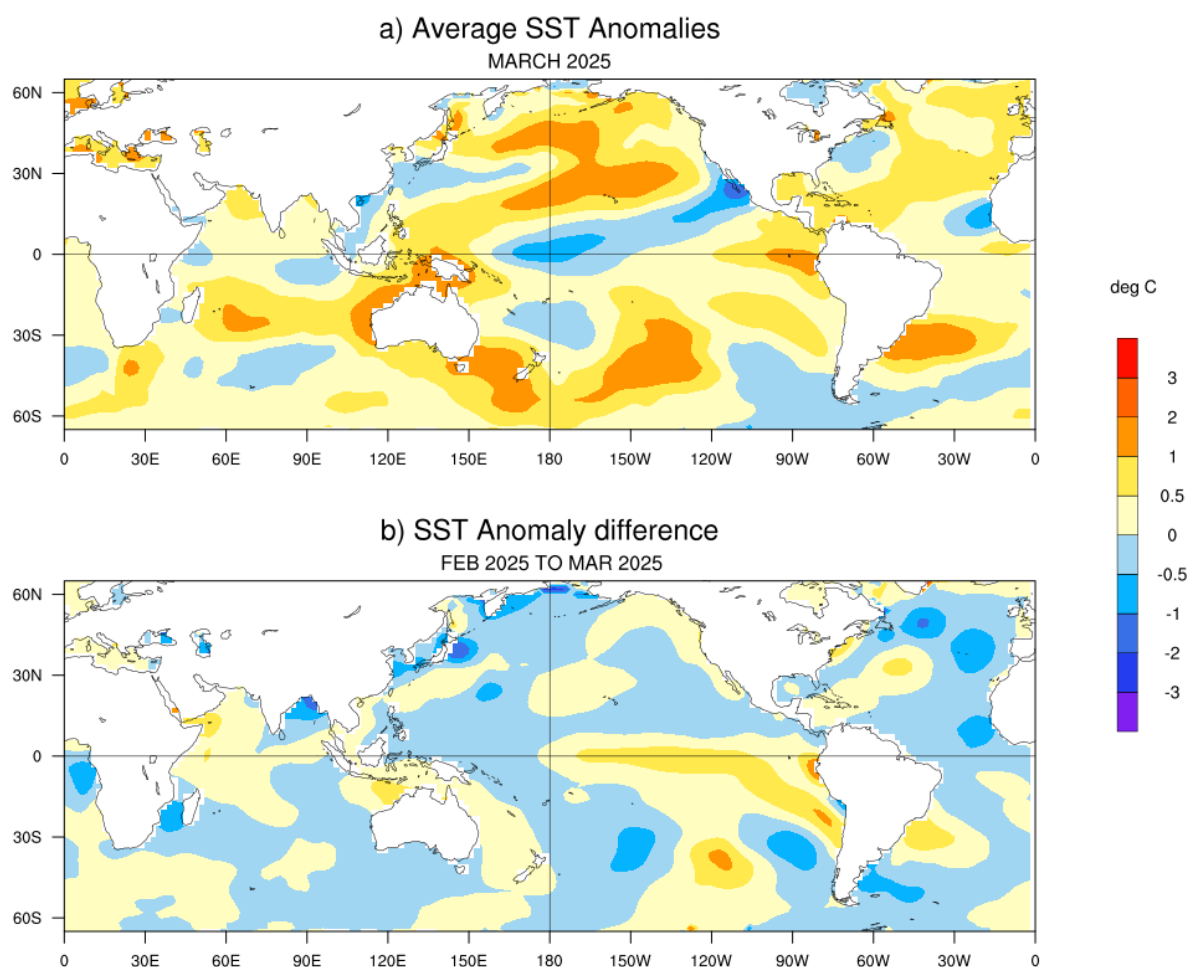 a) Average SST Anomalies
MARCH 2025
60N
30N
0
30S
60S
0 30E 60E 90E 120E 150E 180 150W 120W 90W 60W 30W 0
deg C
3
2
1
0.5
0
-0.5
-1
-2
-3
b) SST Anomaly difference
FEB 2025 TO MAR 2025
60N
30N
0
30S
60S
0 30E 60E 90E 120E 150E 180 150W 120W 90W 60W 30W 0